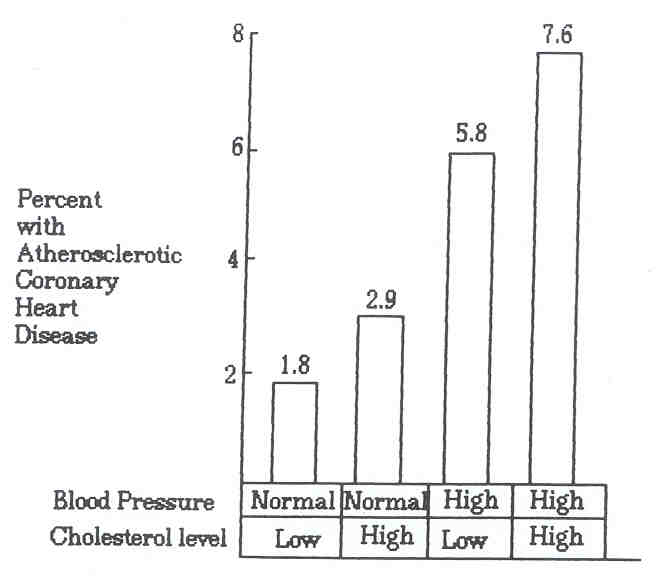 8
7.6
6
5.8
Percent
with
Atherosclerotic
Coronary
Heart
Disease
4
2.9
2
1.8
Blood Pressure Normal Normal High High
Cholesterol level Low High Low High